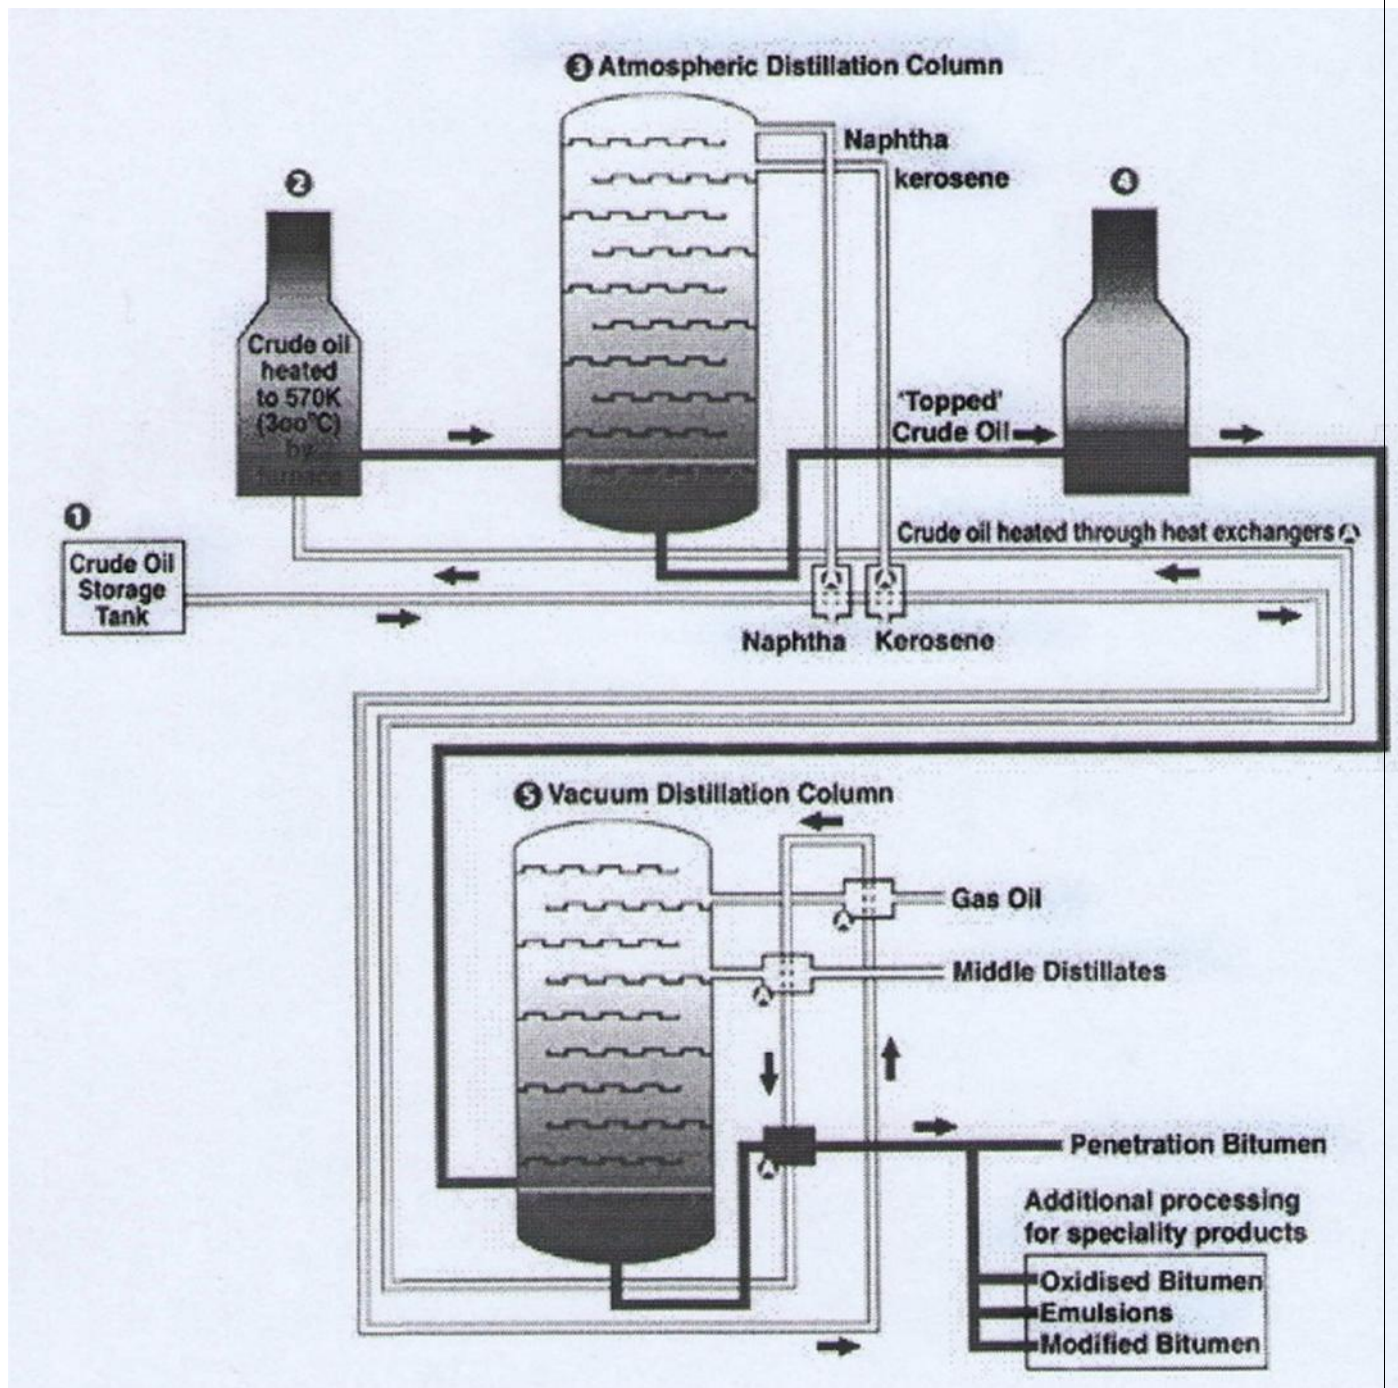 ❸ Atmospheric Distillation Column
Naphtha
kerosene
❷
❹
Crude oil
heated
to 570K
(300°C)
by
furnace
'Topped'
Crude Oil
❶
Crude Oil
Storage
Tank
Crude oil heated through heat exchangers A
A
A
Naphtha
Kerosene
❺ Vacuum Distillation Column
Gas Oil
A
Middle Distillates
A
Penetration Bitumen
A
Additional processing
for speciality products
Oxidised Bitumen
Emulsions
Modified Bitumen